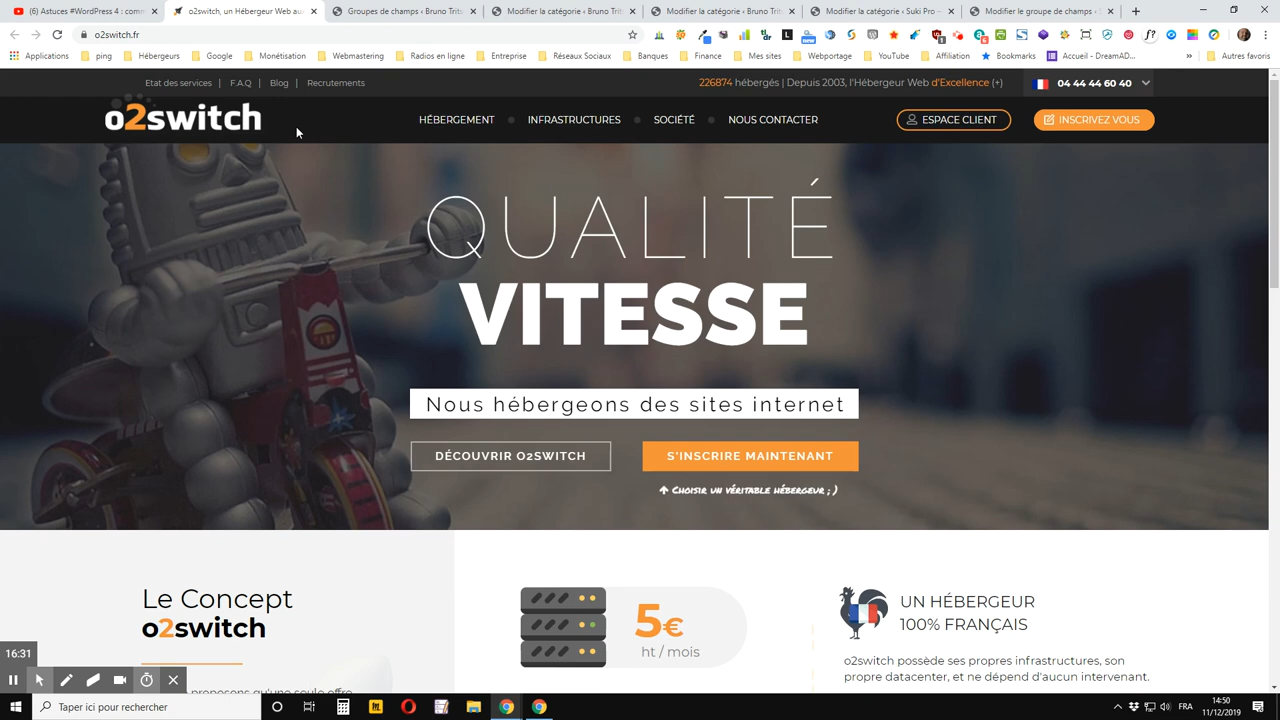 (6) Astuces #WordPress 4 : comm
o2switch, un Hébergeur Web aux
Groupes de champs ‹ Bruno Trits
Modifier la catégorie ‹ Bruno Trit
Modifier la catégorie ‹ Bruno Trit
Modifier la catégorie ‹ Suki Pro —
Modifier le groupe de champs ‹ S
o2switch.fr
Applications
ping
Hébergeurs
Google
Monétisation
Webmastering
Radios en ligne
Entreprise
Réseaux Sociaux
Banques
Finance
Mes sites
Webportage
YouTube
Affiliation
Bookmarks
Accueil - DreamAD...
»
Autres favoris
Etat des services | F.A.Q | Blog | Recrutements
226874 hébergés | Depuis 2003, l'Hébergeur Web d'Excellence (+)
04 44 44 60 40
o2switch
HÉBERGEMENT
INFRASTRUCTURES
SOCIÉTÉ
NOUS CONTACTER
ESPACE CLIENT
INSCRIVEZ VOUS
QUALITÉ
VITESSE
Nous hébergeons des sites internet
DÉCOUVRIR O2SWITCH
S'INSCRIRE MAINTENANT
Choisir un véritable hébergeur ; )
Le Concept
o2switch
5€
ht / mois
UN HÉBERGEUR
100% FRANÇAIS
o2switch possède ses propres infrastructures, son
propre datacenter, et ne dépend d'aucun intervenant.
proposons qu'une seule offre
16:31
Taper ici pour rechercher
FRA
14:50
11/12/2019